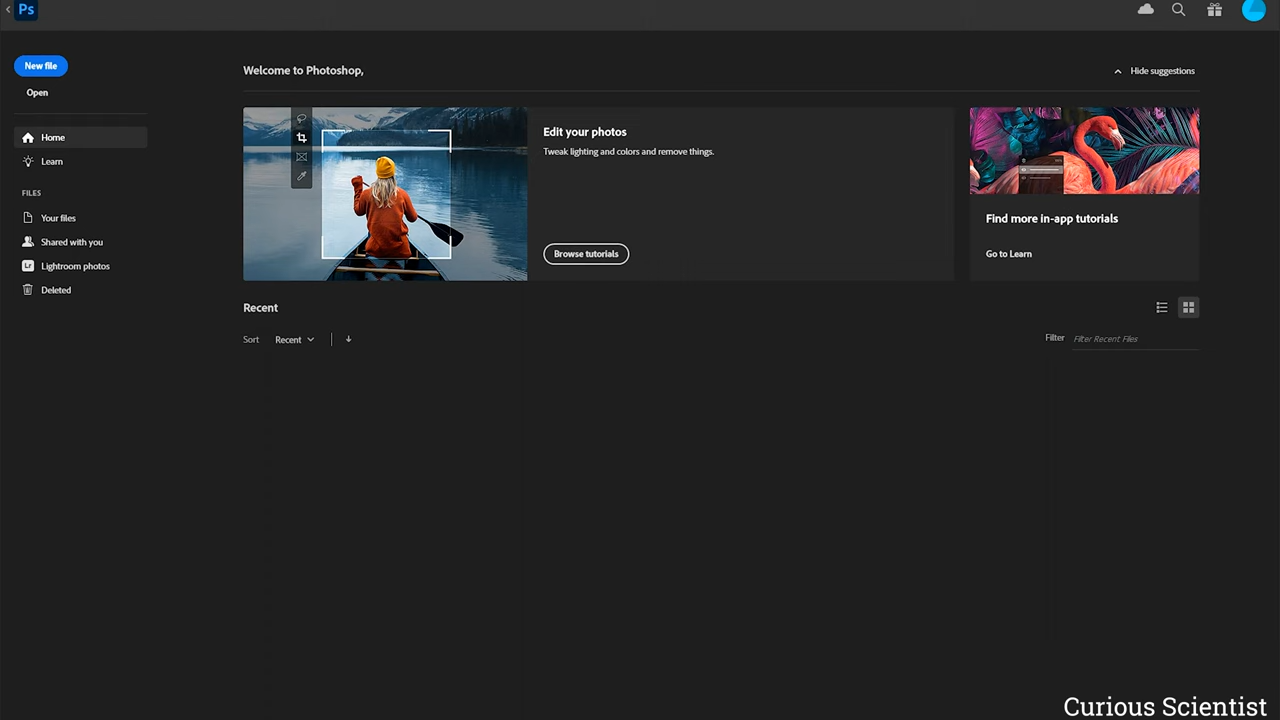 Ps
New file
Open
Welcome to Photoshop,
Hide suggestions
Home
Learn
FILES
Your files
Shared with you
Lr Lightroom photos
Deleted
Edit your photos
Tweak lighting and colors and remove things.
Browse tutorials
Find more in-app tutorials
Go to Learn
Recent
Sort Recent
Filter Filter Recent Files
Curious Scientist